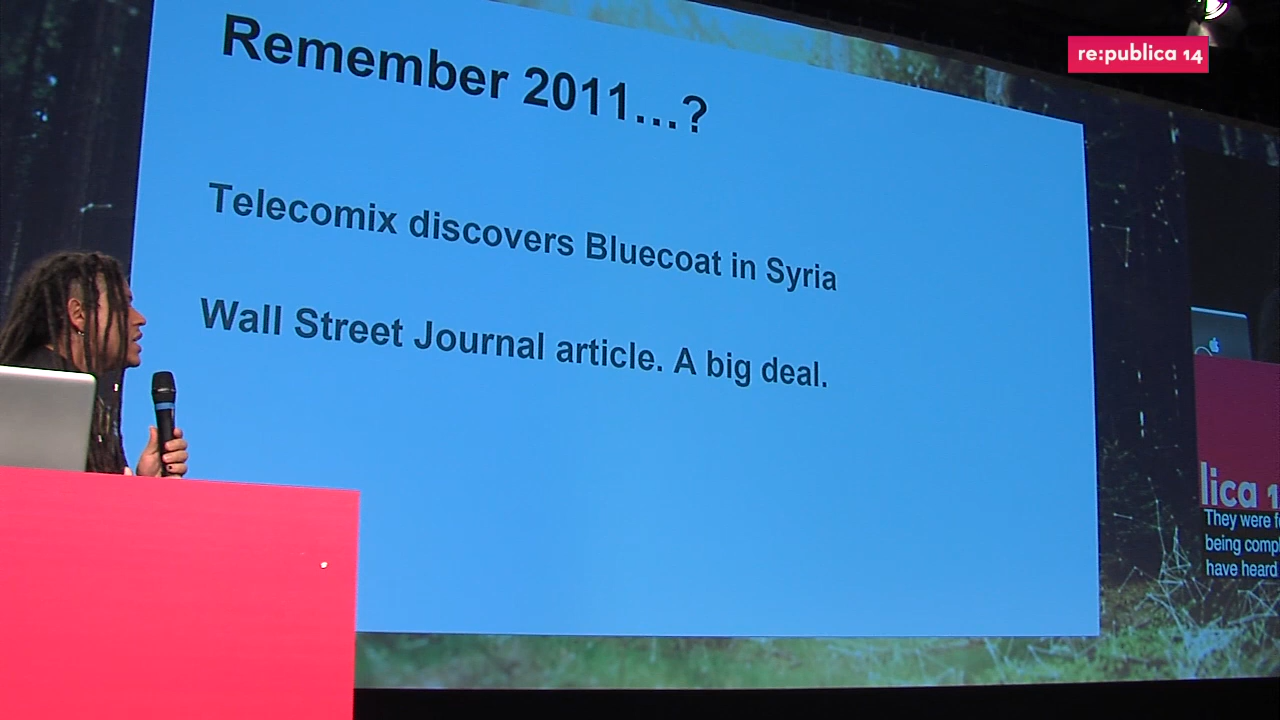 re:publica 14
Remember 2011...?
Telecomix discovers Bluecoat in Syria
Wall Street Journal article. A big deal.
lica 1
They were f
being comp
have heard